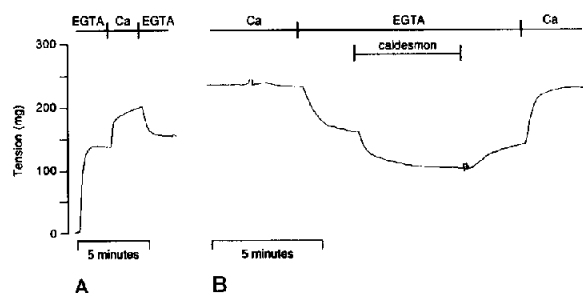 EGTA Ca EGTA
Ca EGTA Ca
caldesmon
300
200
100
0
Tension (mg)
5 minutes
5 minutes
A
B